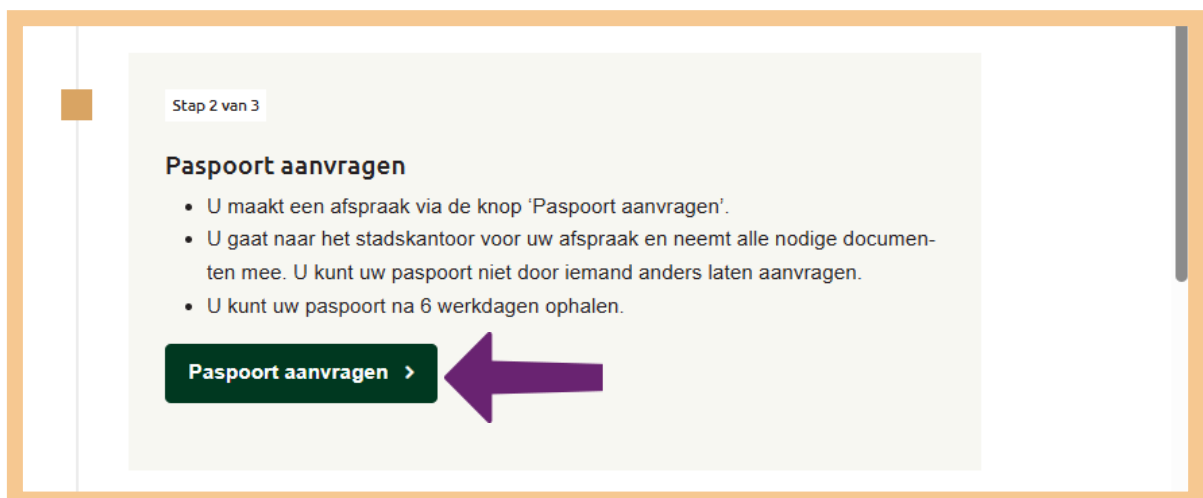 Stap 2 van 3
Paspoort aanvragen
• U maakt een afspraak via de knop ‘Paspoort aanvragen’.
• U gaat naar het stadskantoor voor uw afspraak en neemt alle nodige documen-
ten mee. U kunt uw paspoort niet door iemand anders laten aanvragen.
• U kunt uw paspoort na 6 werkdagen ophalen.
Paspoort aanvragen >